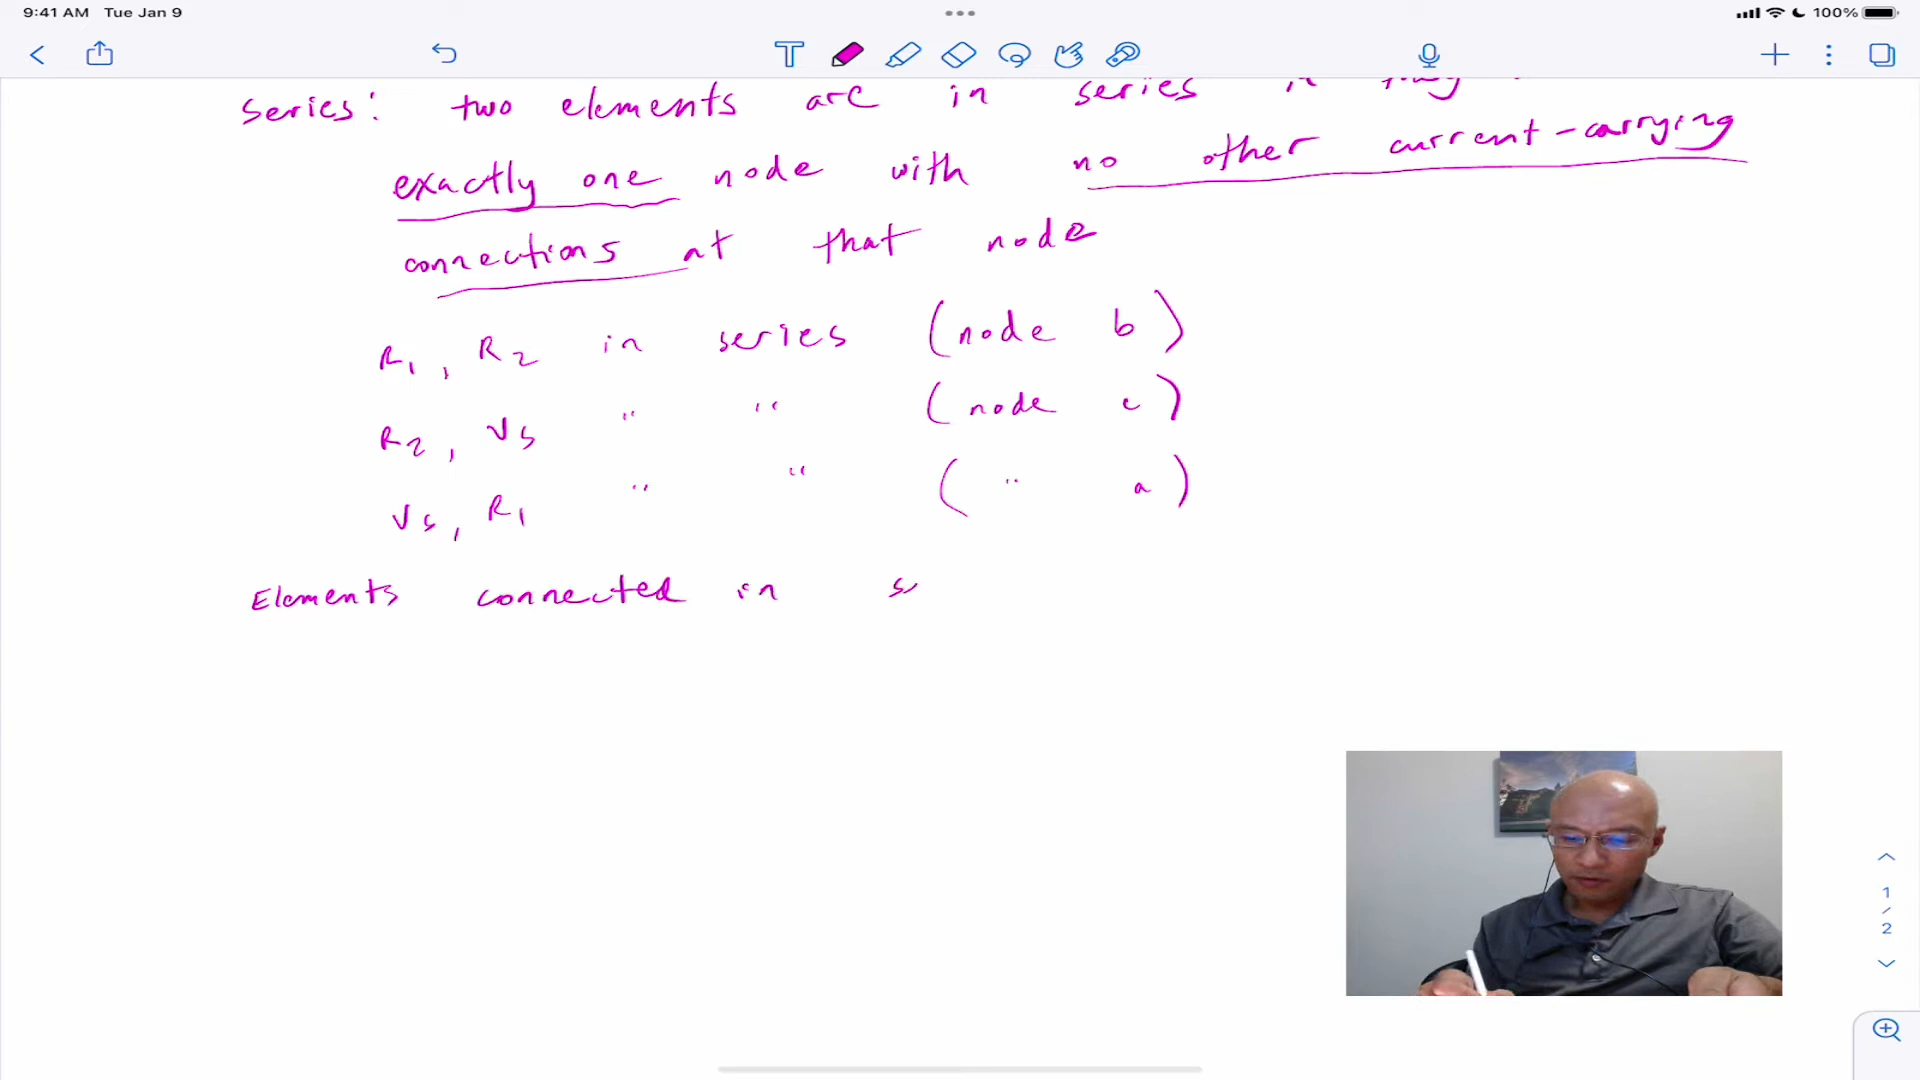 9:41 AM Tue Jan 9
100%
Series: two elements are in series
exactly one node with no other current-carrying
connections at that node
R1, R2 in series (node b)
R2, Vs " " (node c)
Vs, R1 " " ( " a)
Elements connected in s
1
/
2